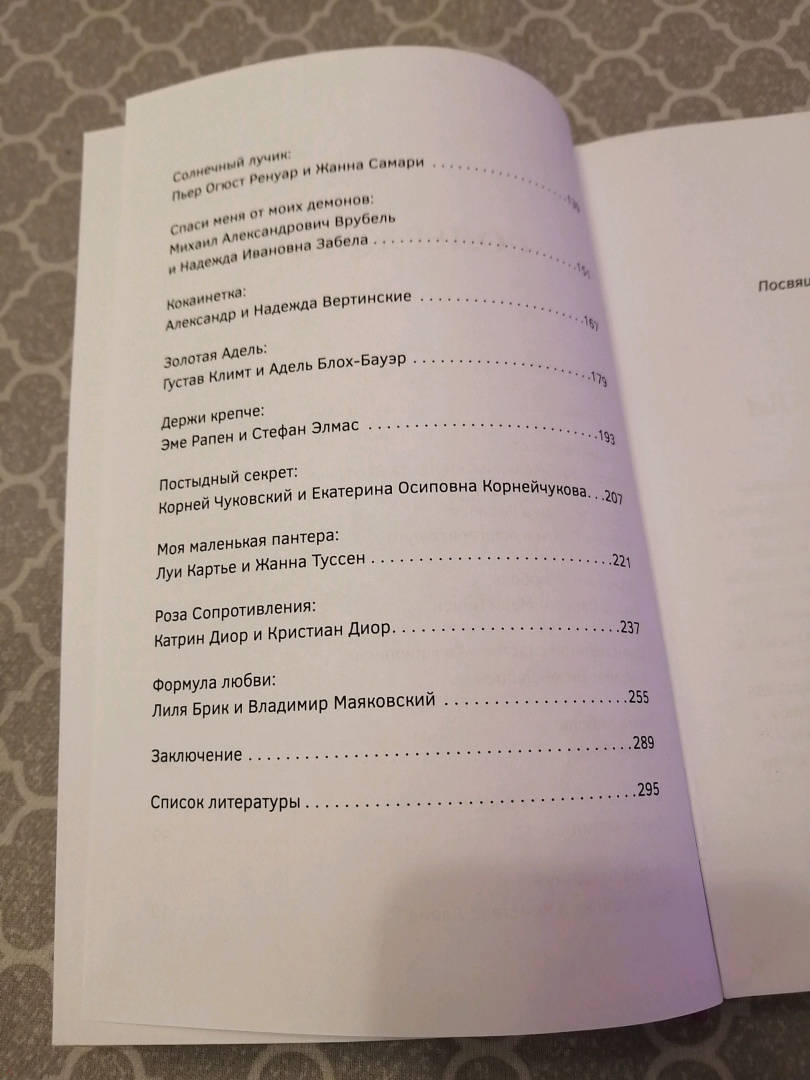 Солнечный лучик:
Пьер Огюст Ренуар и Жанна Самари
Спаси меня от моих демонов:
Михаил Александрович Врубель
и Надежда Ивановна Забела
Кокаинетка:
Александр и Надежда Вертинские . . . . . . . . . . . . . . . . .167
Золотая Адель:
Густав Климт и Адель Блох-Бауэр . . . . . . . . . . . . . . . . . .179
Держи крепче:
Эме Рапен и Стефан Элмас . . . . . . . . . . . . . . . . . . . . . . .193
Постыдный секрет:
Корней Чуковский и Екатерина Осиповна Корнейчукова. . .207
Моя маленькая пантера:
Луи Картье и Жанна Туссен . . . . . . . . . . . . . . . . . . . . . . . .221
Роза Сопротивления:
Катрин Диор и Кристиан Диор. . . . . . . . . . . . . . . . . . . . . . .237
Формула любви:
Лиля Брик и Владимир Маяковский . . . . . . . . . . . . . . . . . .255
Заключение . . . . . . . . . . . . . . . . . . . . . . . . . . . . . . . . . . . . .289
Список литературы . . . . . . . . . . . . . . . . . . . . . . . . . . . . . . .295
Посвящ